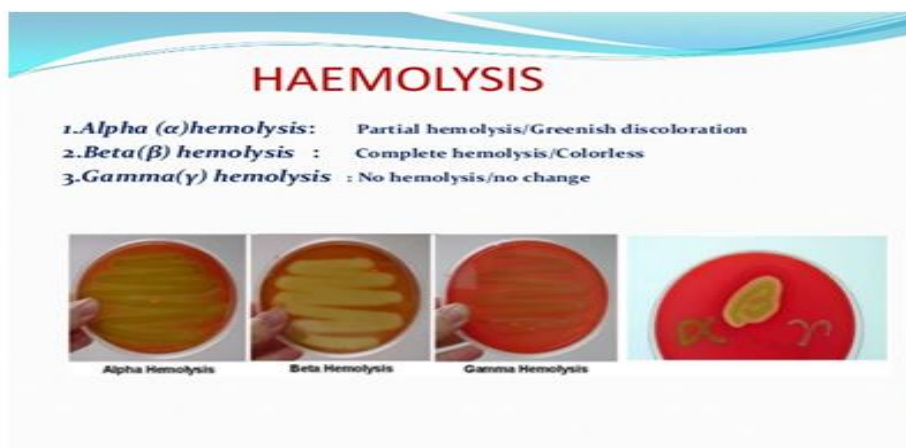 HAEMOLYSIS
1.Alpha (α)hemolysis: Partial hemolysis/Greenish discoloration
2.Beta(β) hemolysis : Complete hemolysis/Colorless
3.Gamma(γ) hemolysis : No hemolysis/no change
α β γ
Alpha Hemolysis Beta Hemolysis Gamma Hemolysis